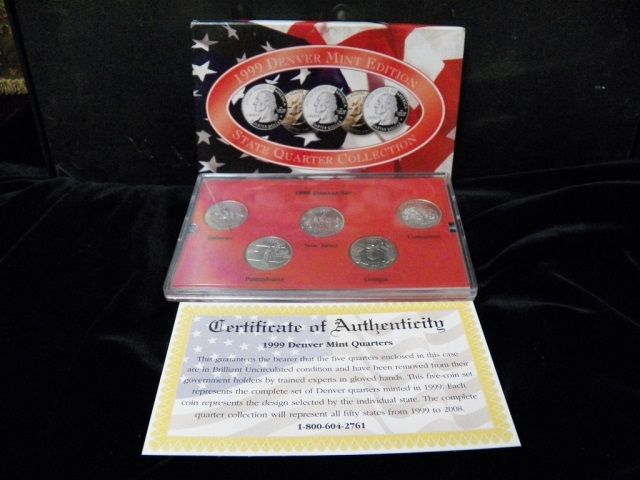 1999 Denver Mint Edition
State Quarter Collection
1999 Denver Set
Delaware
New Jersey
Connecticut
Pennsylvania
Georgia
Certificate of Authenticity
1999 Denver Mint Quarters
This guarantees the bearer that the five quarters enclosed in this case
are in Brilliant Uncirculated condition and have been removed from their
government holders by trained experts in gloved hands. This five-coin set
represents the complete set of Denver quarters minted in 1999. Each
coin represents the design selected by the individual state. The complete
quarter collection will represent all fifty states from 1999 to 2008.
1-800-604-2761